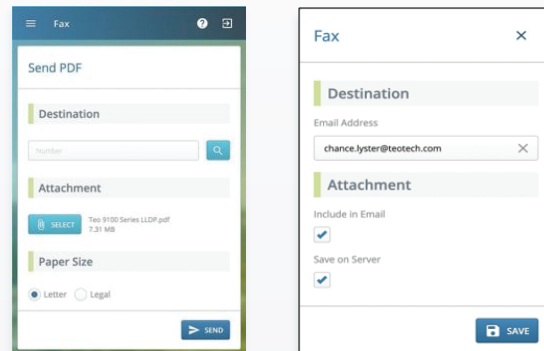 Fax
Send PDF
Destination
Number
Attachment
SELECT
Teo 9100 Series LLDP.pdf
7.31 MB
Paper Size
Letter
Legal
SEND
Fax
Destination
Email Address
chance.lyster@teotech.com
Attachment
Include in Email
Save on Server
SAVE